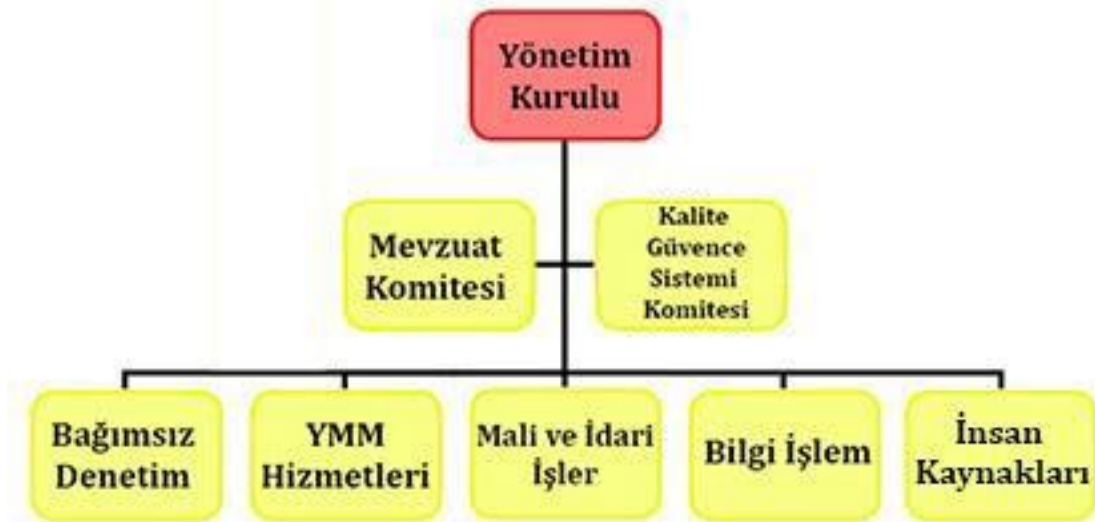 Yönetim
Kurulu
Mevzuat
Komitesi
Kalite
Güvence
Sistemi
Komitesi
Bağımsız
Denetim
YMM
Hizmetleri
Mali ve İdari
İşler
Bilgi İşlem
İnsan
Kaynakları